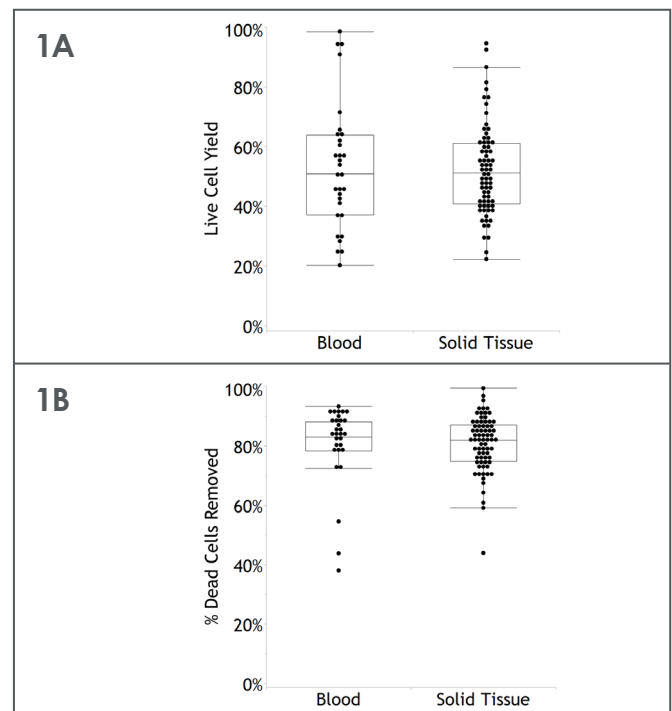 1A
Live Cell Yield
100%
80%
60%
40%
20%
0%
Blood Solid Tissue
1B
% Dead Cells Removed
100%
80%
60%
40%
20%
0%
Blood Solid Tissue